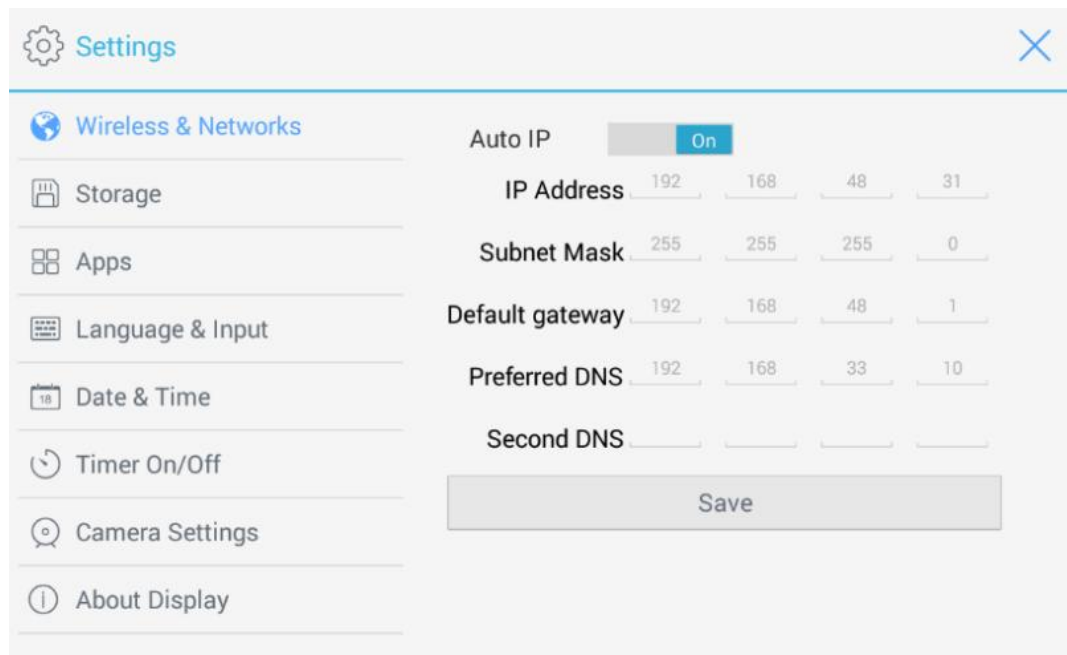 Settings
Wireless & Networks
Storage
Apps
Language & Input
18
Date & Time
Timer On/Off
Camera Settings
About Display
Auto IP On
IP Address 192 168 48 31
Subnet Mask 255 255 255 0
Default gateway 192 168 48 1
Preferred DNS 192 168 33 10
Second DNS
Save